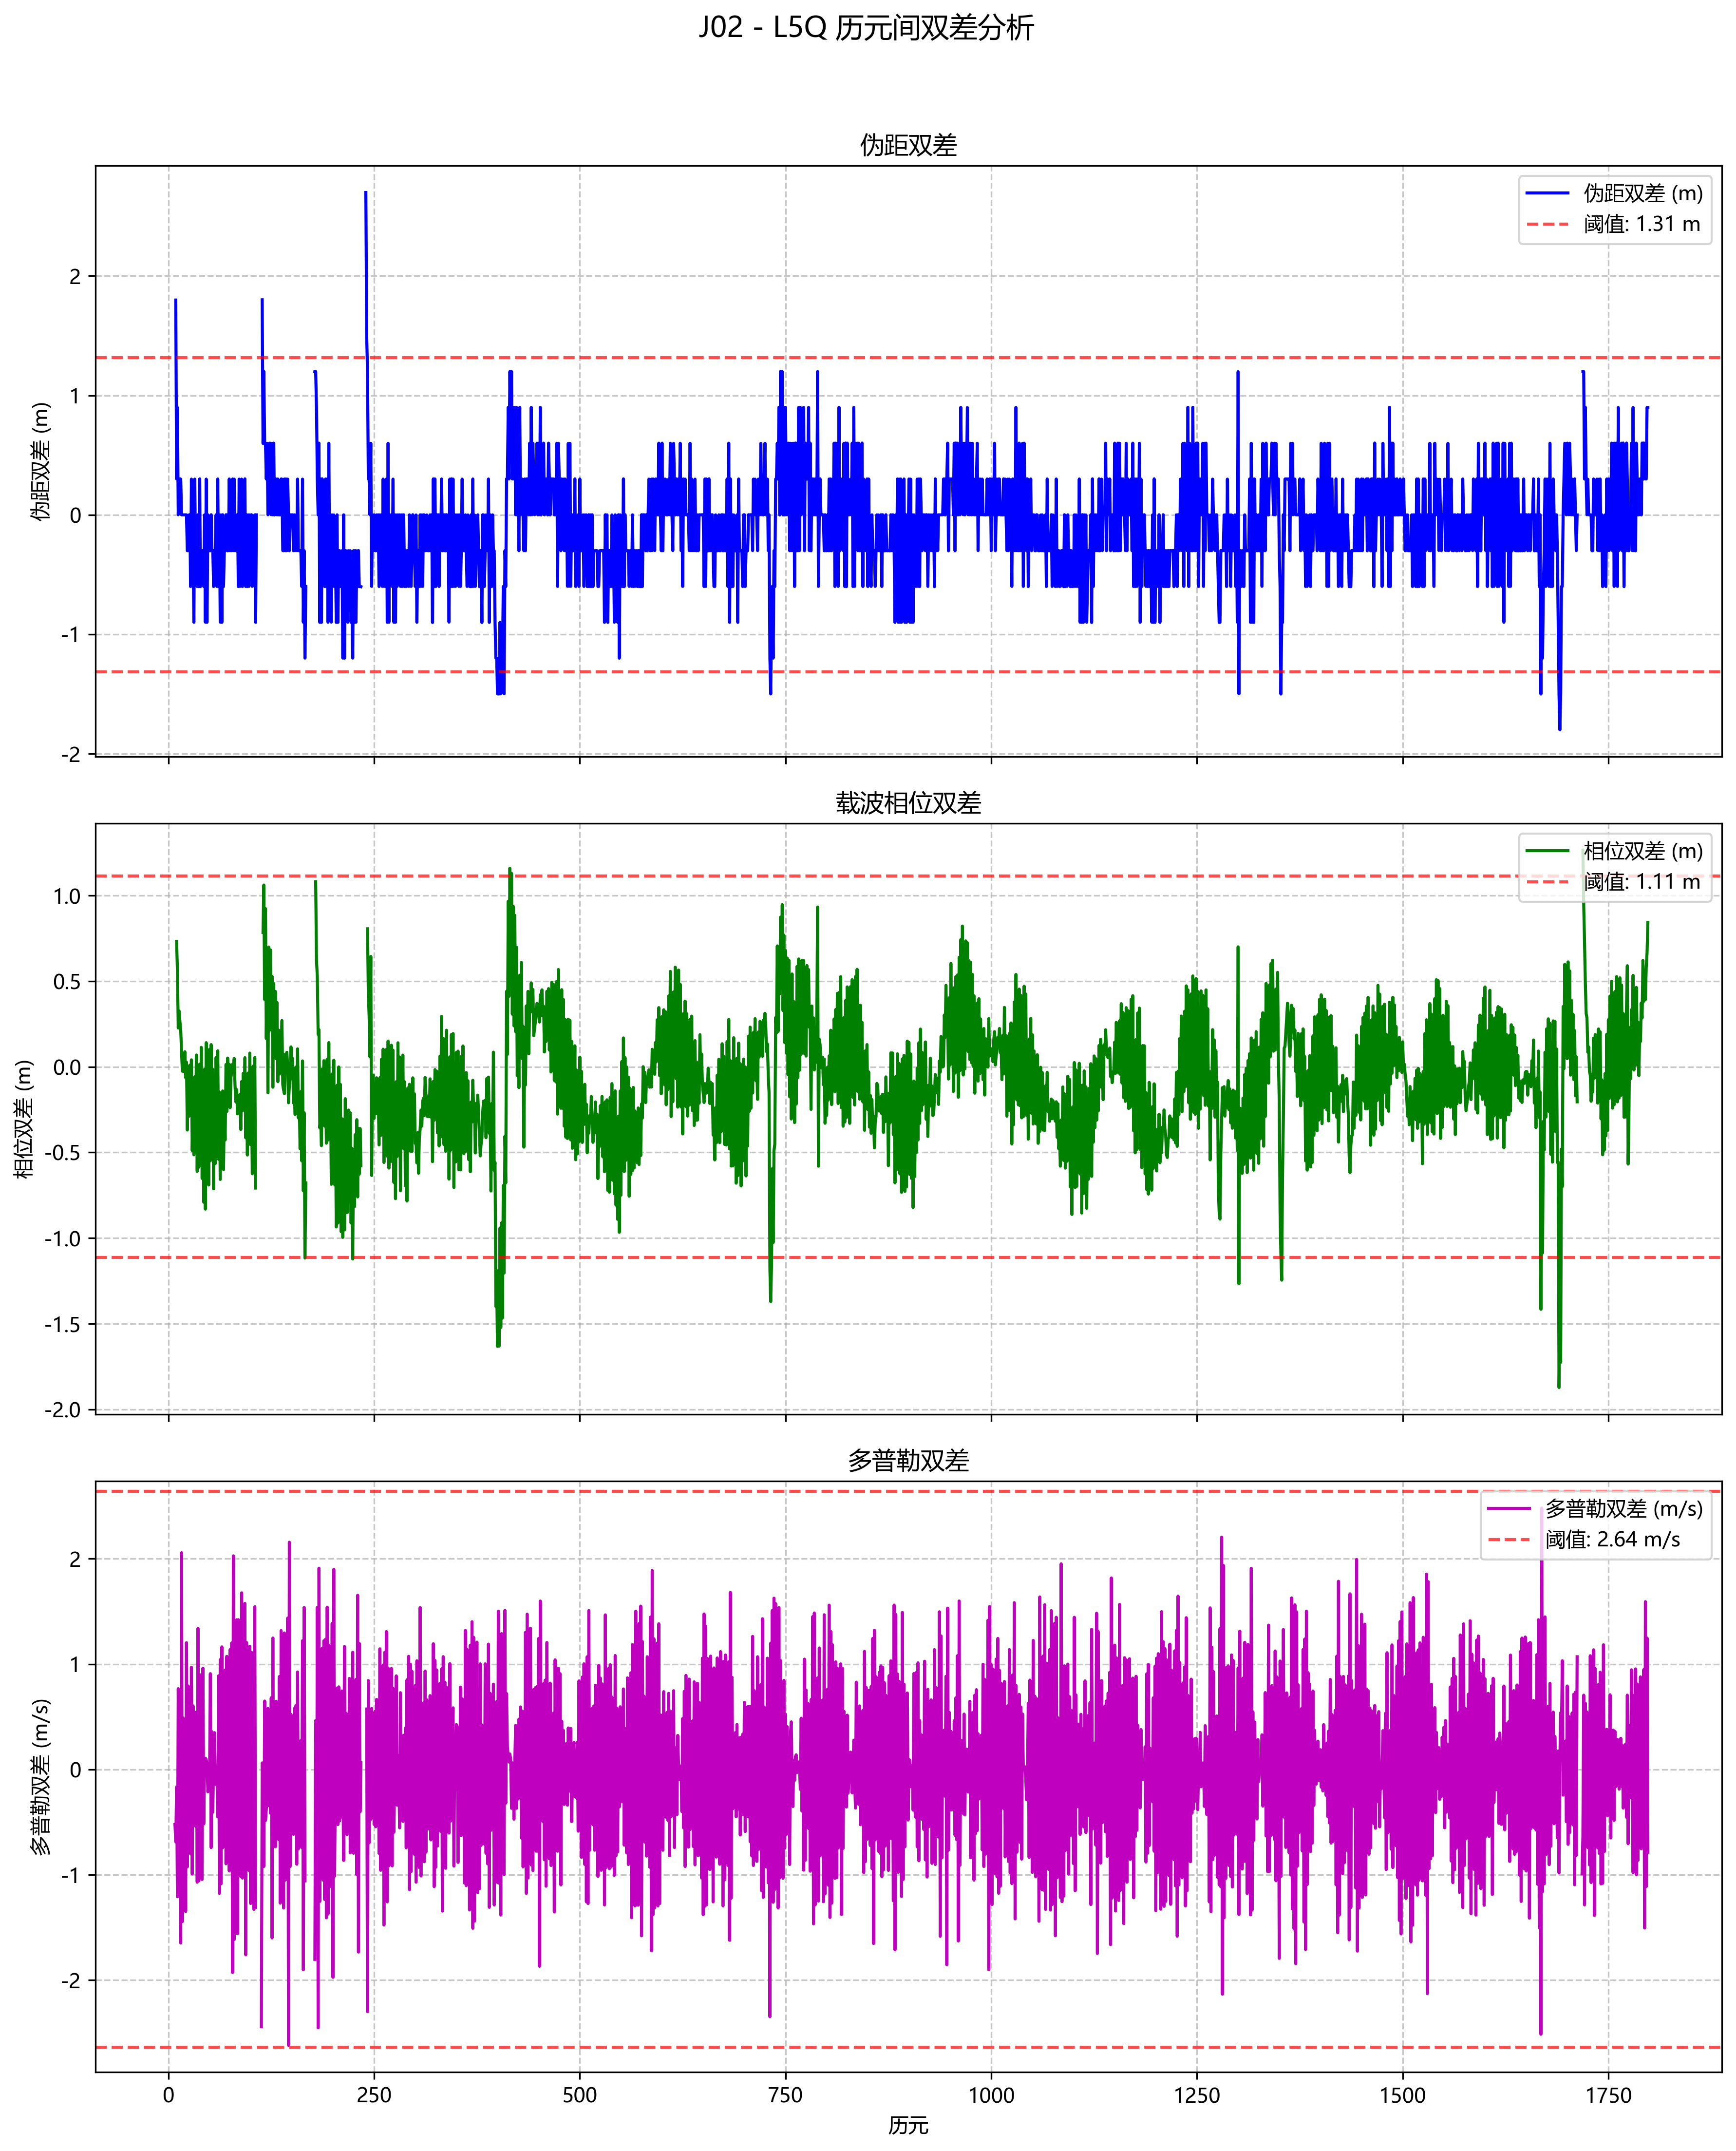 J02 - L5Q 历元间双差分析
伪距双差
伪距双差 (m)
阈值: 1.31 m
伪距双差 (m)
2
1
0
-1
-2
载波相位双差
相位双差 (m)
阈值: 1.11 m
相位双差 (m)
1.0
0.5
0.0
-0.5
-1.0
-1.5
-2.0
多普勒双差
多普勒双差 (m/s)
阈值: 2.64 m/s
多普勒双差 (m/s)
2
1
0
-1
-2
0 250 500 750 1000 1250 1500 1750
历元